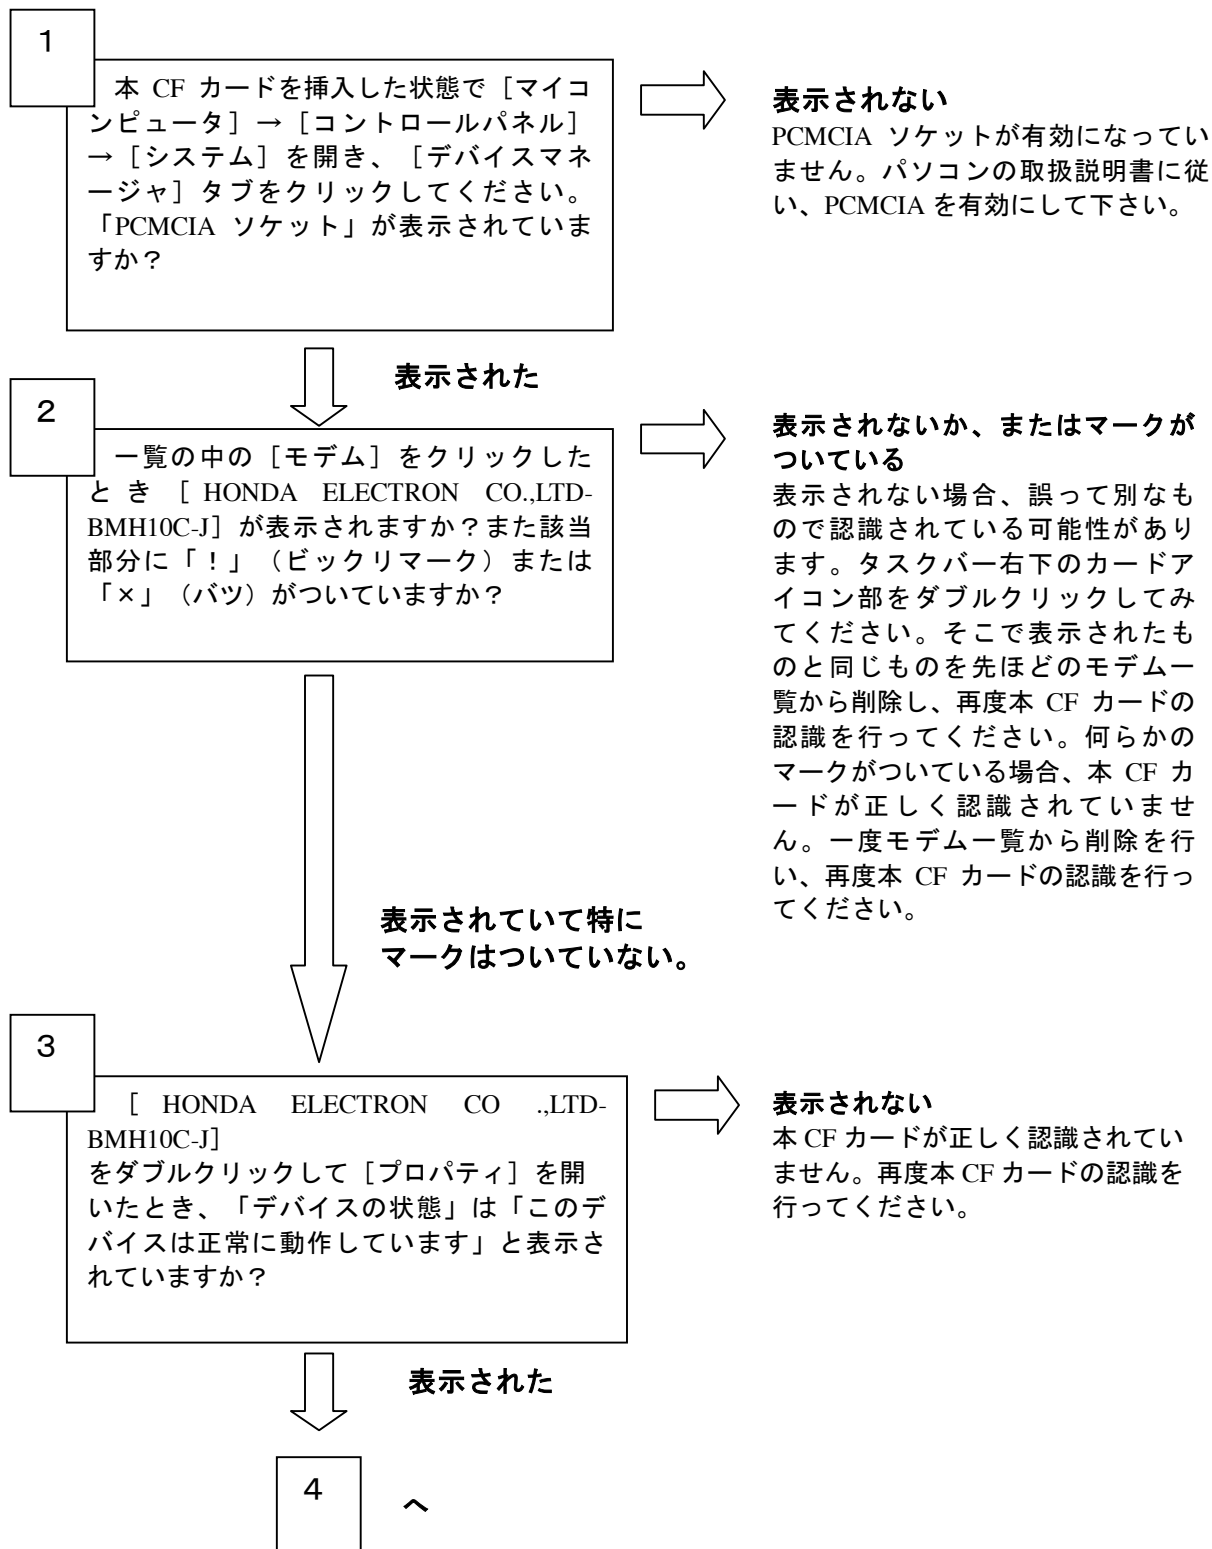 1
本 CF カードを挿入した状態で［マイコ
ンピュータ］→［コントロールパネル］
→［システム］を開き、［デバイスマネ
ージャ］タブをクリックしてください。
「PCMCIA ソケット」が表示されていま
すか？
表示されない
PCMCIA ソケットが有効になってい
ません。パソコンの取扱説明書に従
い、PCMCIA を有効にして下さい。
表示された
2
一覧の中の［モデム］をクリックした
とき［HONDA ELECTRON CO.,LTD-
BMH10C-J］が表示されますか？また該当
部分に「！」（ビックリマーク）または
「×」（バツ）がついていますか？
表示されないか、またはマークが
ついている
表示されない場合、誤って別なも
ので認識されている可能性があり
ます。タスクバー右下のカードア
イコン部をダブルクリックしてみ
てください。そこで表示されたも
のと同じものを先ほどのモデム一
覧から削除し、再度本 CF カードの
認識を行ってください。何らかの
マークがついている場合、本 CF カ
ードが正しく認識されていませ
ん。一度モデム一覧から削除を行
い、再度本 CF カードの認識を行っ
てください。
表示されていて特に
マークはついていない。
3
［ HONDA ELECTRON CO .,LTD-
BMH10C-J］
をダブルクリックして［プロパティ］を開
いたとき、「デバイスの状態」は「このデ
バイスは正常に動作しています」と表示さ
れていますか？
表示されない
本 CF カードが正しく認識されてい
ません。再度本 CF カードの認識を
行ってください。
表示された
4 へ